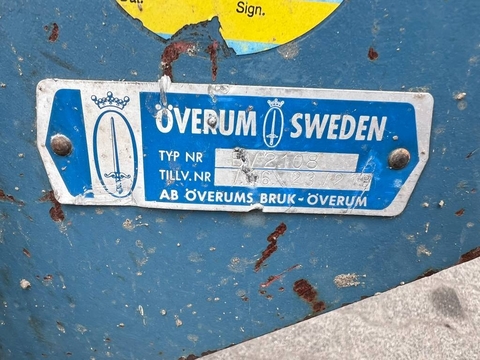 Sign.
ÖVERUM SWEDEN
TYP NR
TILLV.NR
AB ÖVERUMS BRUK - ÖVERUM